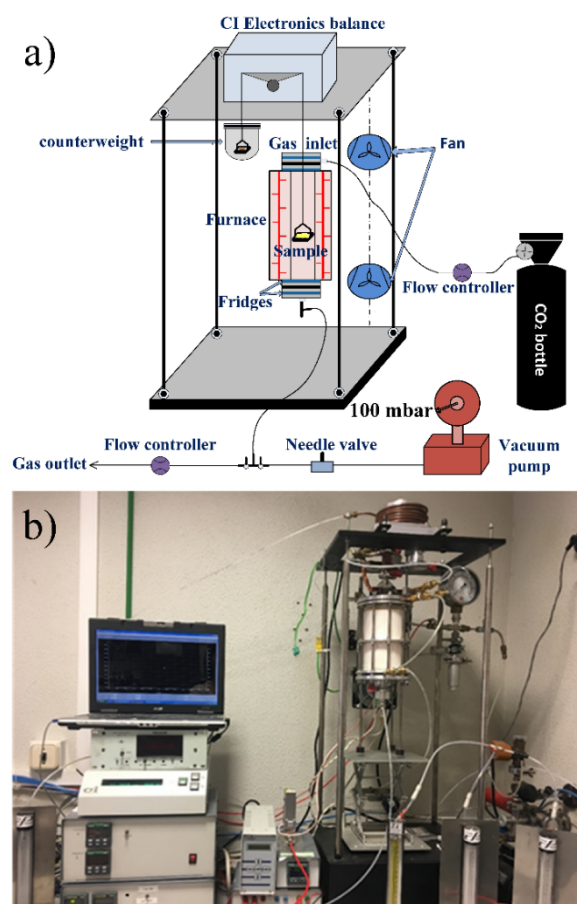 a)
CI Electronics balance
counterweight
Gas inlet
Fan
Furnace
Sample
Flow controller
Fridges
CO₂ bottle
100 mbar
Flow controller
Needle valve
Vacuum
pump
Gas outlet
b)